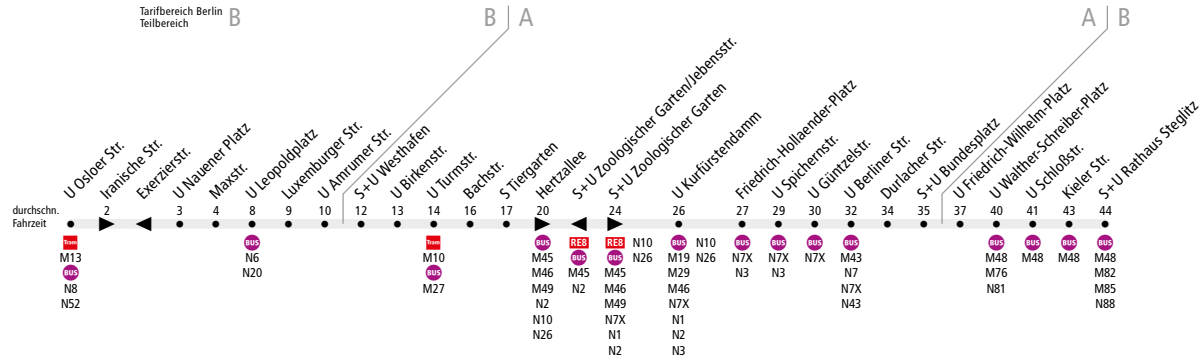 Tarifbereich Berlin
Teilbereich
B
B
A
A
B
U Osloer Str.
Iranische Str.
Exerzierstr.
U Nauener Platz
Maxstr.
U Leopoldplatz
Luxemburger Str.
U Amrumer Str.
S+U Westhafen
U Birkenstr.
U Turmstr.
Bachstr.
S Tiergarten
Hertzallee
S+U Zoologischer Garten/Jebensstr.
S+U Zoologischer Garten
U Kurfürstendamm
Friedrich-Hollaender-Platz
U Spichernstr.
U Güntzelstr.
U Berliner Str.
Durlacher Str.
S+U Bundesplatz
U Friedrich-Wilhelm-Platz
U Walther-Schreiber-Platz
U Schloßstr.
Kieler Str.
S+U Rathaus Steglitz
durchschn.
Fahrzeit
2 3 4 8 9 10 12 13 14 16 17 20 24 26 27 29 30 32 34 35 37 40 41 43 44
Tram
M13
BUS
N8
N52
BUS
N6
N20
Tram
M10
BUS
M27
BUS
M45
M46
M49
N2
N10
N26
RE8
BUS
M45
N2
RE8
BUS
M45
M46
M49
N7X
N1
N2
N10
N26
BUS
M19
M29
M46
N7X
N1
N2
N3
N10
N26
BUS
N7X
N3
BUS
N7X
N3
BUS
N7X
BUS
M43
N7
N7X
N43
BUS
M48
M76
N81
BUS
M48
BUS
M48
BUS
M48
M82
M85
N88